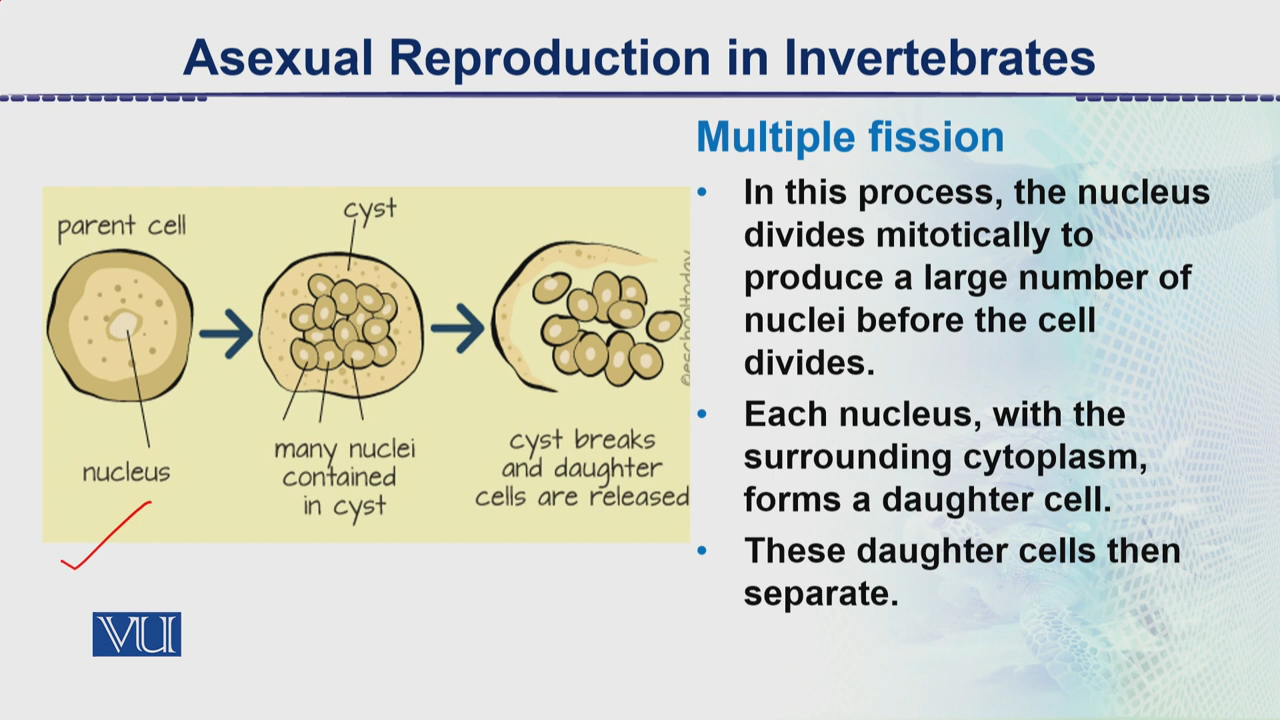 Asexual Reproduction in Invertebrates
parent cell
cyst
nucleus
many nuclei
contained
in cyst
cyst breaks
and daughter
cells are released
©eschooltoday
VU
Multiple fission
• In this process, the nucleus
divides mitotically to
produce a large number of
nuclei before the cell
divides.
• Each nucleus, with the
surrounding cytoplasm,
forms a daughter cell.
• These daughter cells then
separate.